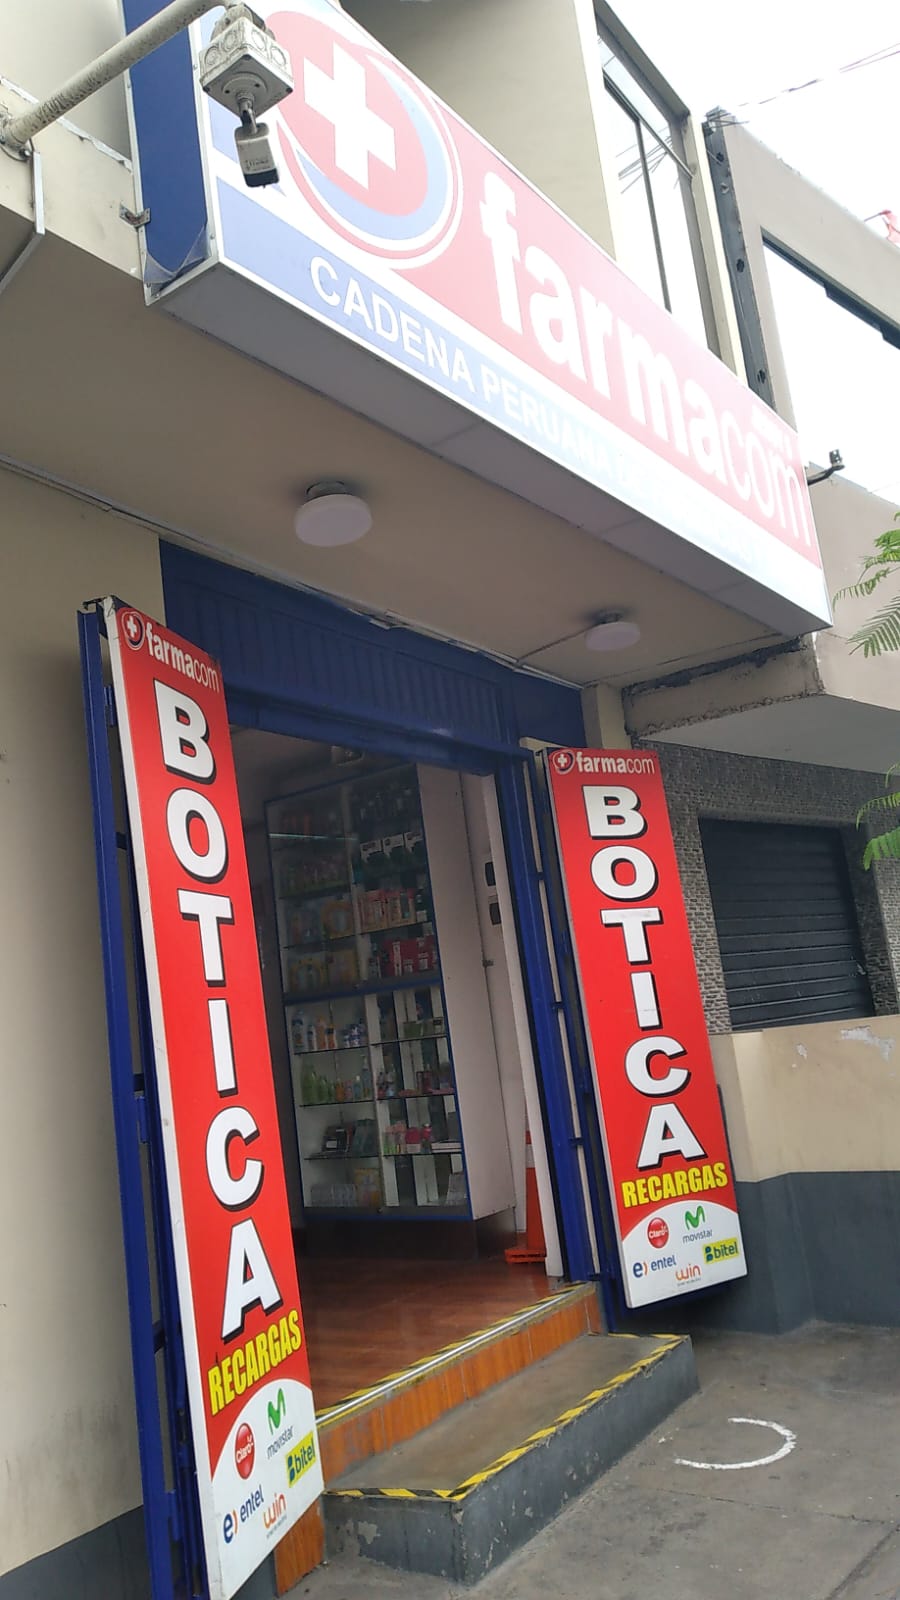 farmacom
CADENA PERUANA DE
farmacom
BOTICA
RECARGAS
Claro
movistar
entel
bitel
win
farmacom
BOTICA
RECARGAS
Claro
movistar
entel
bitel
win